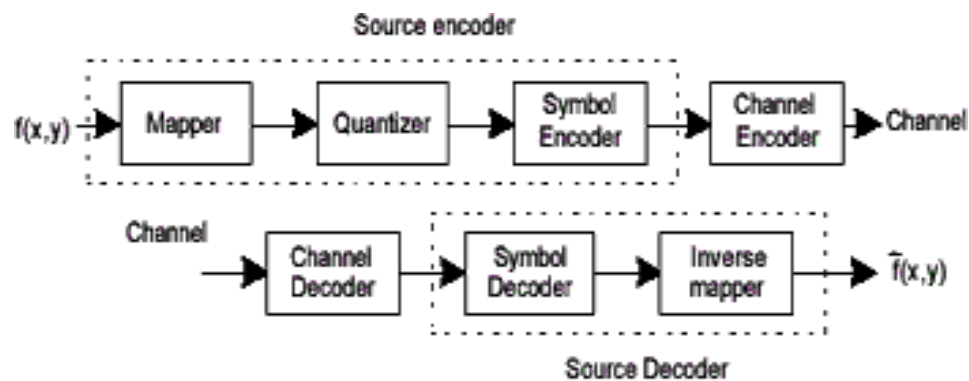 Source encoder
f(x,y)
Mapper
Quantizer
Symbol
Encoder
Channel
Encoder
Channel
Channel
Channel
Decoder
Symbol
Decoder
Inverse
mapper
f̄(x,y)
Source Decoder